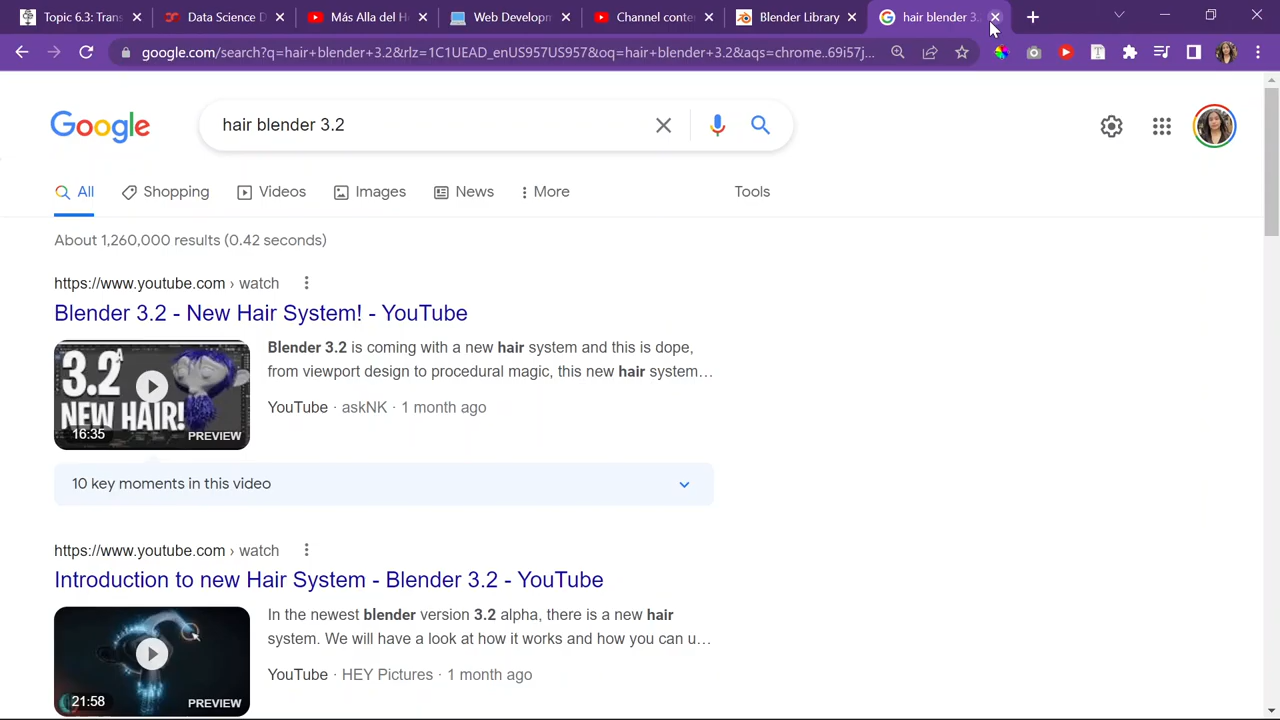 Topic 6.3: Trans
Data Science D
Más Alla del H
Web Developm
Channel conte
Blender Library
hair blender 3.
google.com/search?q=hair+blender+3.2&rlz=1C1UEAD_enUS957US957&oq=hair+blender+3.2&aqs=chrome..69i57j...
Google
hair blender 3.2
All
Shopping
Videos
Images
News
More
Tools
About 1,260,000 results (0.42 seconds)
https://www.youtube.com › watch
Blender 3.2 - New Hair System! - YouTube
3.2
NEW HAIR!
16:35
PREVIEW
Blender 3.2 is coming with a new hair system and this is dope,
from viewport design to procedural magic, this new hair system...
YouTube · askNK · 1 month ago
10 key moments in this video
https://www.youtube.com › watch
Introduction to new Hair System - Blender 3.2 - YouTube
21:58
PREVIEW
In the newest blender version 3.2 alpha, there is a new hair
system. We will have a look at how it works and how you can u...
YouTube · HEY Pictures · 1 month ago